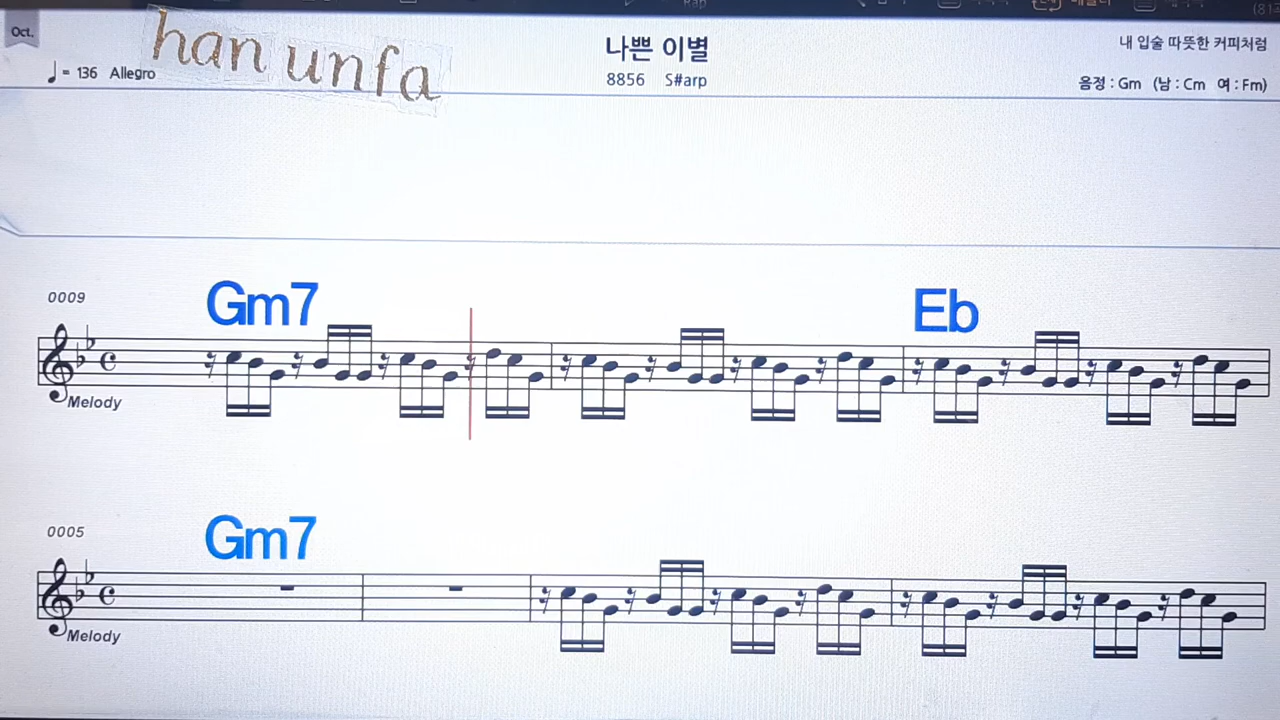 Rap
Oct.
han unfa
♩= 136 Allegro
나쁜 이별
8856 S#arp
내 입술 따뜻한 커피처럼
음정 : Gm (남 : Cm 여 : Fm)
0009
Gm7
Eb
Melody
0005
Gm7
Melody